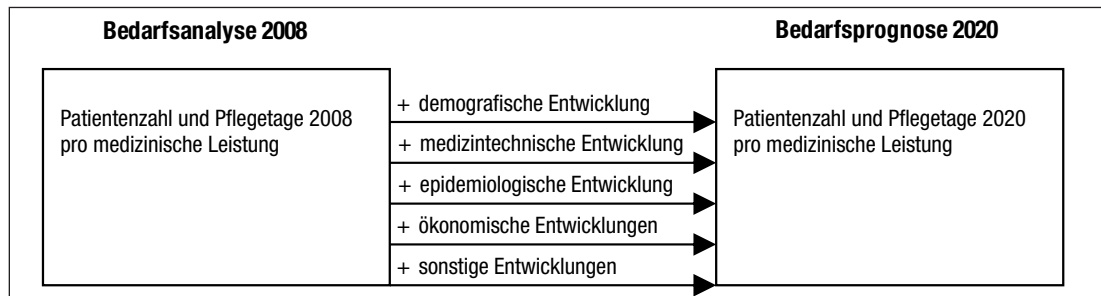 Bedarfsanalyse 2008
Bedarfsprognose 2020
Patientenzahl und Pflegetage 2008
pro medizinische Leistung
+ demografische Entwicklung
+ medizintechnische Entwicklung
+ epidemiologische Entwicklung
+ ökonomische Entwicklungen
+ sonstige Entwicklungen
Patientenzahl und Pflegetage 2020
pro medizinische Leistung